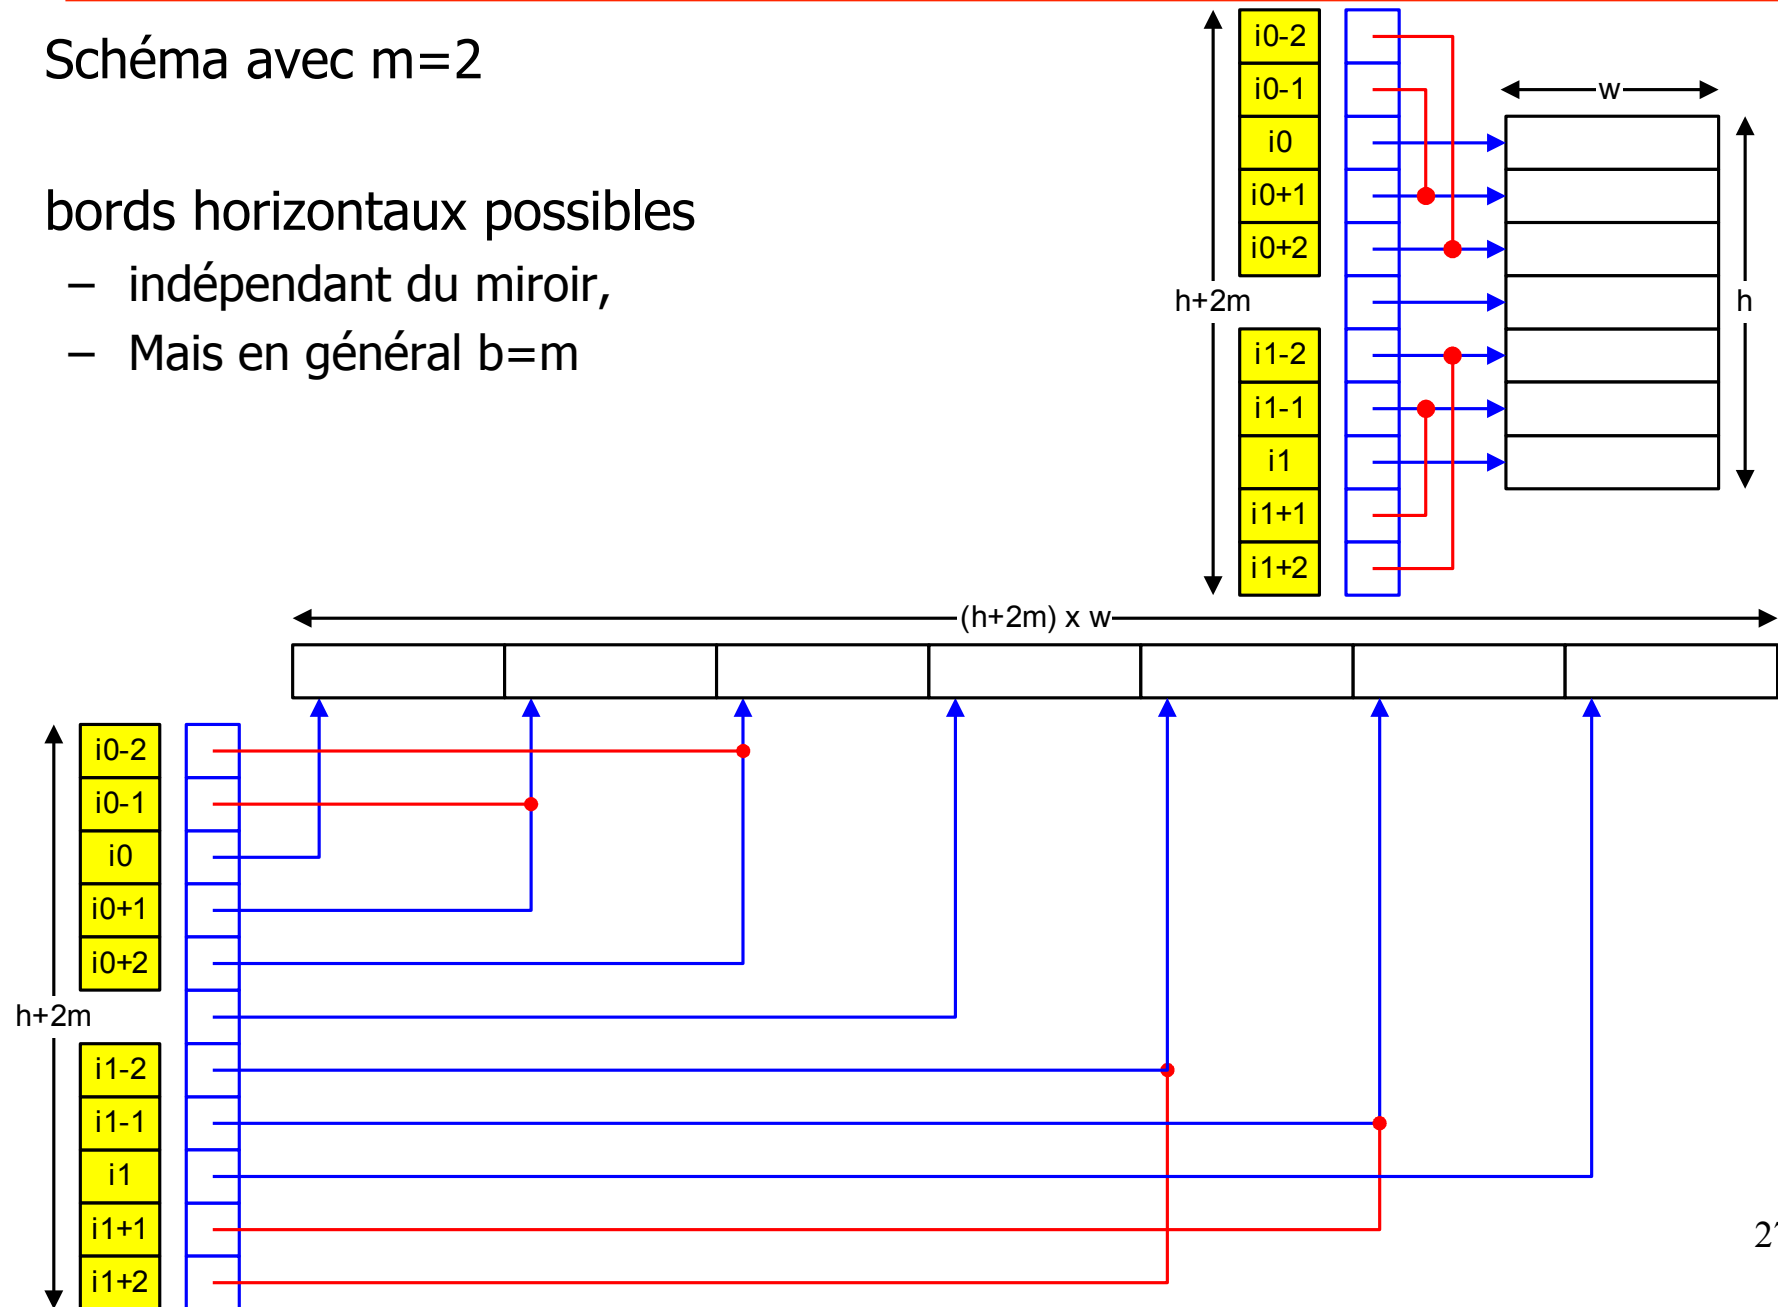 Schéma avec m=2
bords horizontaux possibles
– indépendant du miroir,
– Mais en général b=m
i0-2
i0-1
i0
i0+1
i0+2
h+2m
i1-2
i1-1
i1
i1+1
i1+2
w
h
(h+2m) x w
i0-2
i0-1
i0
i0+1
i0+2
h+2m
i1-2
i1-1
i1
i1+1
i1+2